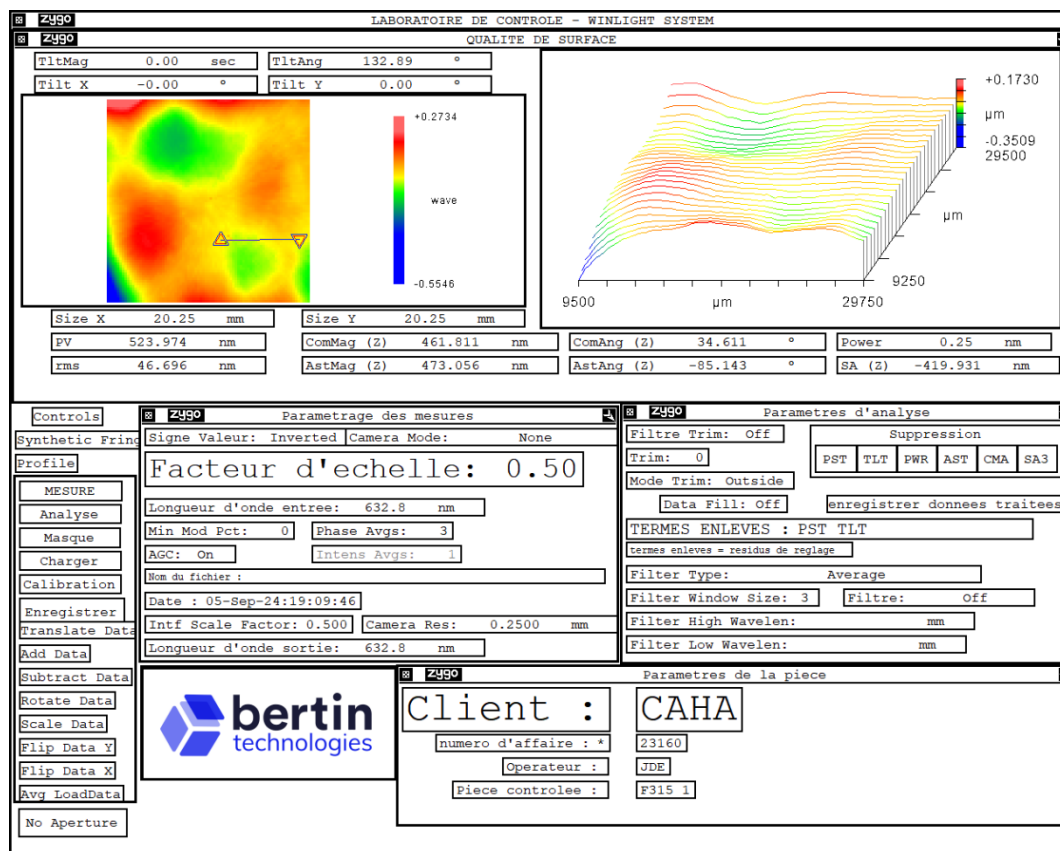 zygo LABORATOIRE DE CONTROLE - WINLIGHT SYSTEM
zygo QUALITE DE SURFACE
TltMag 0.00 sec TltAng 132.89 °
Tilt X -0.00 ° Tilt Y 0.00 °
+0.2734
wave
-0.5546
+0.1730
µm
-0.3509
29500
µm
9250
9500 µm 29750
Size X 20.25 mm Size Y 20.25 mm
PV 523.974 nm ComMag (Z) 461.811 nm ComAng (Z) 34.611 ° Power 0.25 nm
rms 46.696 nm AstMag (Z) 473.056 nm AstAng (Z) -85.143 ° SA (Z) -419.931 nm
Controls
Synthetic Fring
Profile
MESURE
Analyse
Masque
Charger
Calibration
Enregistrer
Translate Data
Add Data
Subtract Data
Rotate Data
Scale Data
Flip Data Y
Flip Data X
Avg LoadData
No Aperture
zygo Parametrage des mesures
Signe Valeur: Inverted Camera Mode: None
Facteur d'echelle: 0.50
Longueur d'onde entree: 632.8 nm
Min Mod Pct: 0 Phase Avgs: 3
AGC: On Intens Avgs: 1
Nom du fichier :
Date : 05-Sep-24:19:09:46
Intf Scale Factor: 0.500 Camera Res: 0.2500 mm
Longueur d'onde sortie: 632.8 nm
zygo Parametres d'analyse
Filtre Trim: Off Suppression
Trim: 0 PST TLT PWR AST CMA SA3
Mode Trim: Outside
Data Fill: Off enregistrer donnees traitees
TERMES ENLEVES : PST TLT
termes enleves = residus de reglage
Filter Type: Average
Filter Window Size: 3 Filtre: Off
Filter High Wavelen: mm
Filter Low Wavelen: mm
bertin
technologies
zygo Parametres de la piece
Client : CAHA
numero d'affaire : * 23160
Operateur : JDE
Piece controlee : F315 1